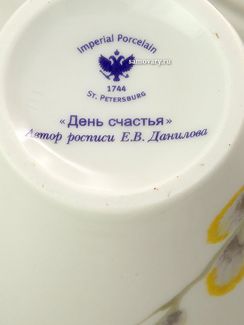 Imperial Porcelain
samovary.ru
1744
ST. PETERSBURG
«День счастья»
Автор росписи Е.В. Данилова